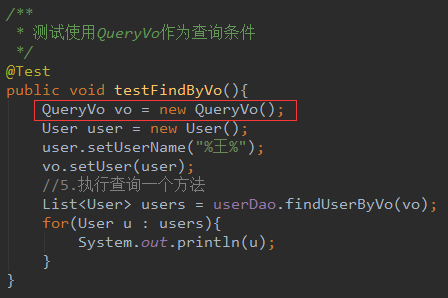 /**
 * 测试使用QueryVo作为查询条件
 */
@Test
public void testFindByVo(){
    QueryVo vo = new QueryVo();
    User user = new User();
    user.setUserName("%王%");
    vo.setUser(user);
    //5.执行查询一个方法
    List<User> users = userDao.findUserByVo(vo);
    for(User u : users){
        System.out.println(u);
    }
}